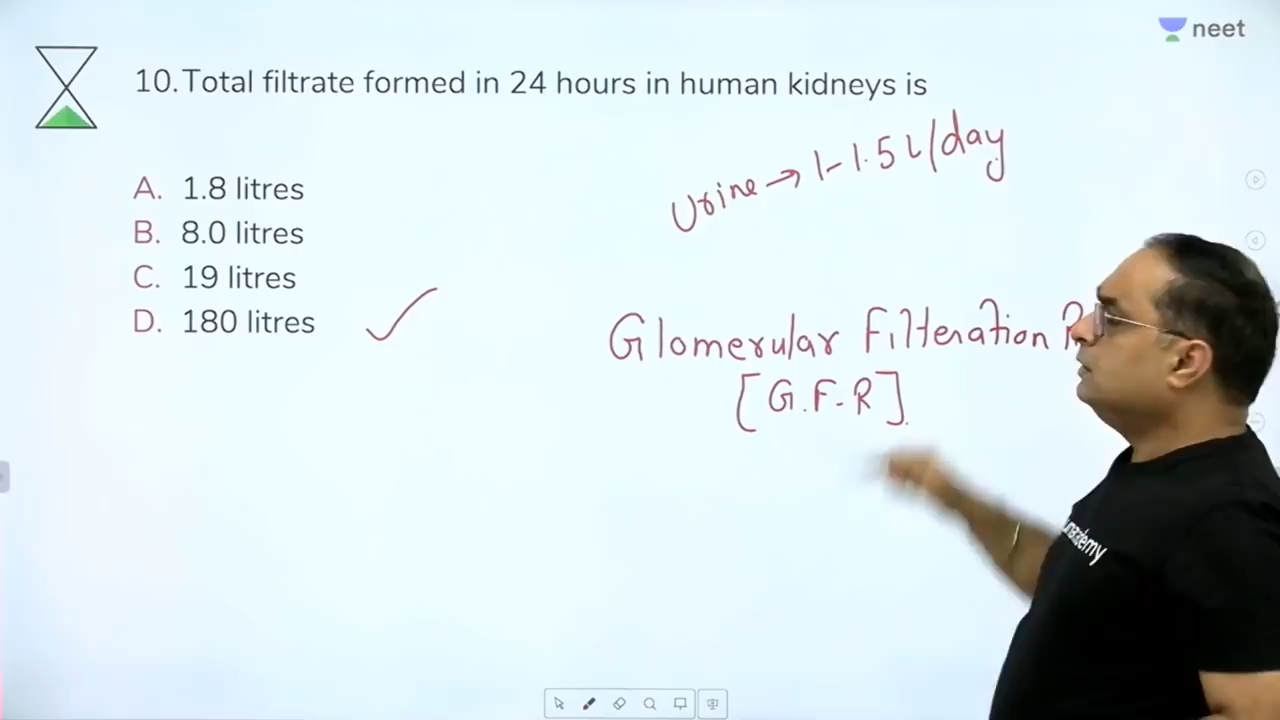 neet
10. Total filtrate formed in 24 hours in human kidneys is
Urine → 1-1.5 L/day
A. 1.8 litres
B. 8.0 litres
C. 19 litres
D. 180 litres
Glomerular Filteration R
[G.F.R].
unacademy